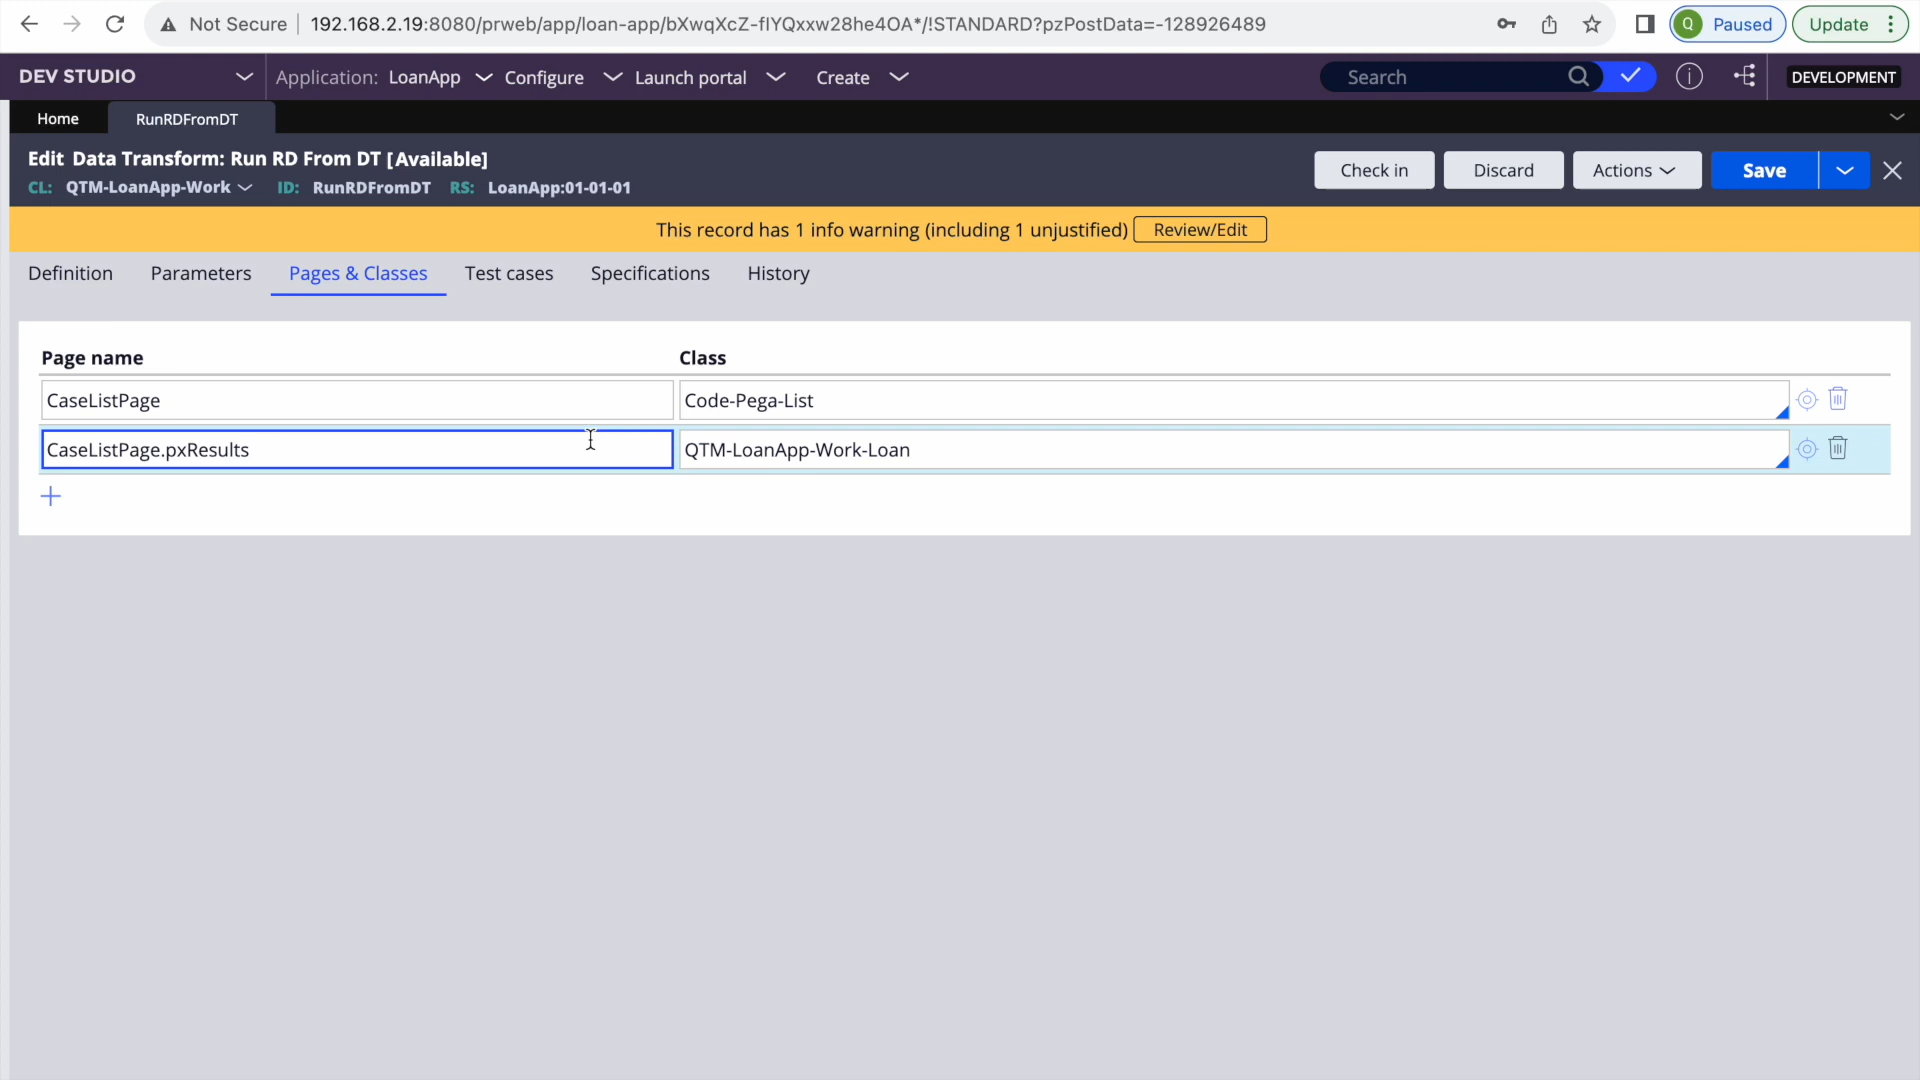 Not Secure 192.168.2.19:8080/prweb/app/loan-app/bXwqXcZ-flYQxxw28he4OA*/!STANDARD?pzPostData=-128926489 Q Paused Update
DEV STUDIO Application: LoanApp Configure Launch portal Create Search DEVELOPMENT
Home RunRDFromDT
Edit Data Transform: Run RD From DT [Available]
CL: QTM-LoanApp-Work ID: RunRDFromDT RS: LoanApp:01-01-01
Check in Discard Actions Save
This record has 1 info warning (including 1 unjustified) Review/Edit
Definition Parameters Pages & Classes Test cases Specifications History
Page name Class
CaseListPage Code-Pega-List
CaseListPage.pxResults QTM-LoanApp-Work-Loan